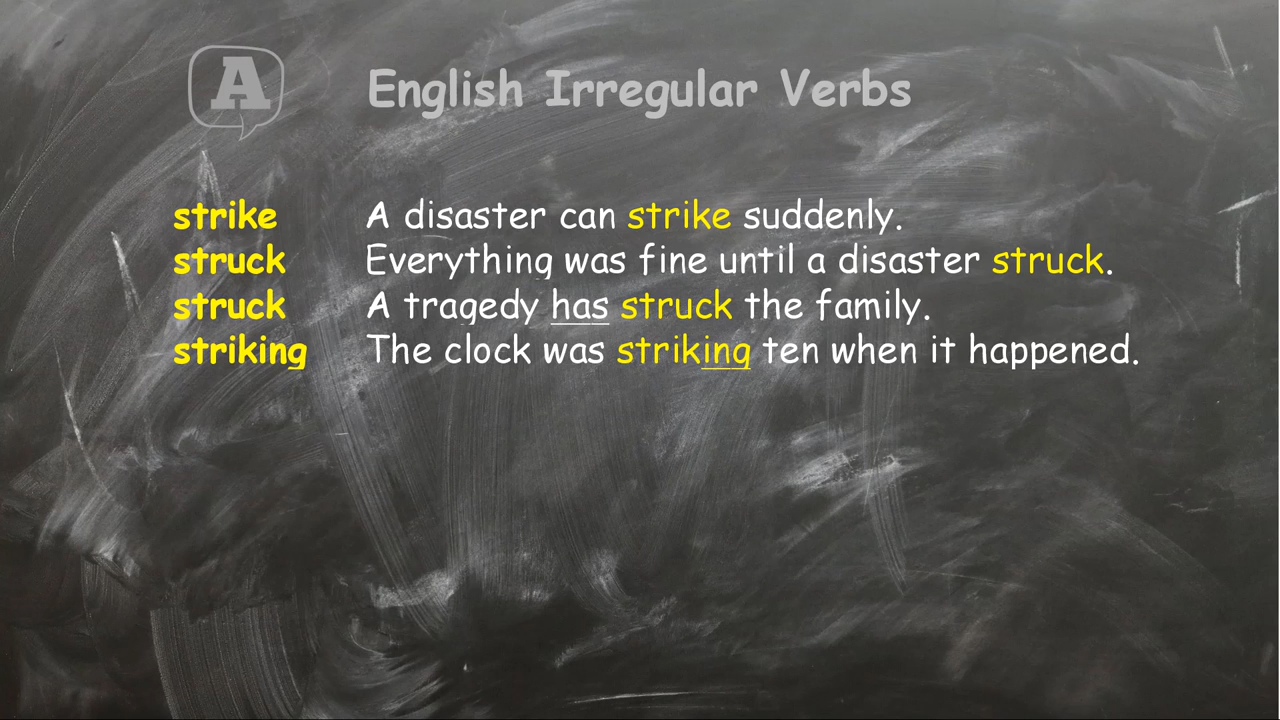 A English Irregular Verbs
strike A disaster can strike suddenly.
struck Everything was fine until a disaster struck.
struck A tragedy has struck the family.
striking The clock was striking ten when it happened.